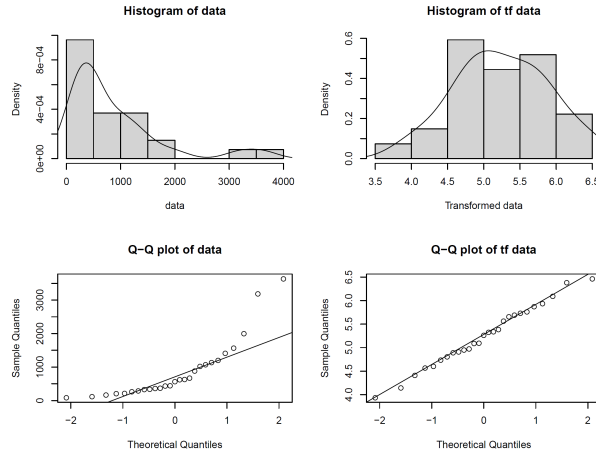 Histogram of data
Density
0e+00 4e−04 8e−04
0 1000 2000 3000 4000
data
Histogram of tf data
Density
0.0 0.2 0.4 0.6
3.5 4.0 4.5 5.0 5.5 6.0 6.5
Transformed data
Q−Q plot of data
Sample Quantiles
0 1000 2000 3000
−2 −1 0 1 2
Theoretical Quantiles
Q−Q plot of tf data
Sample Quantiles
4.0 4.5 5.0 5.5 6.0 6.5
−2 −1 0 1 2
Theoretical Quantiles